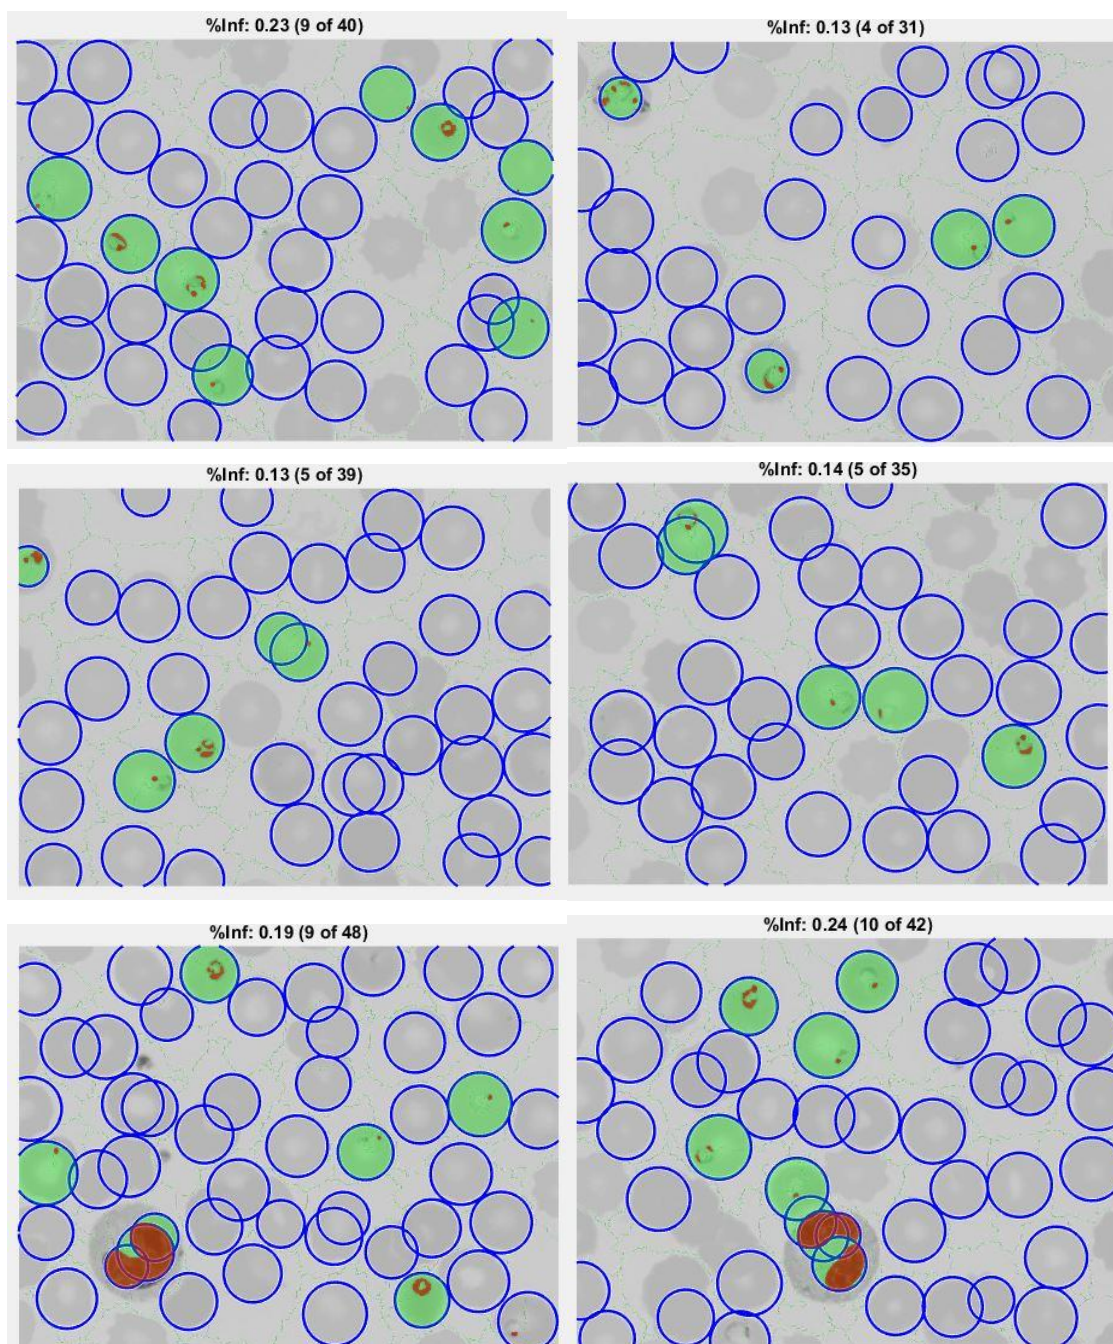 %Inf: 0.23 (9 of 40)
%Inf: 0.13 (4 of 31)
%Inf: 0.13 (5 of 39)
%Inf: 0.14 (5 of 35)
%Inf: 0.19 (9 of 48)
%Inf: 0.24 (10 of 42)